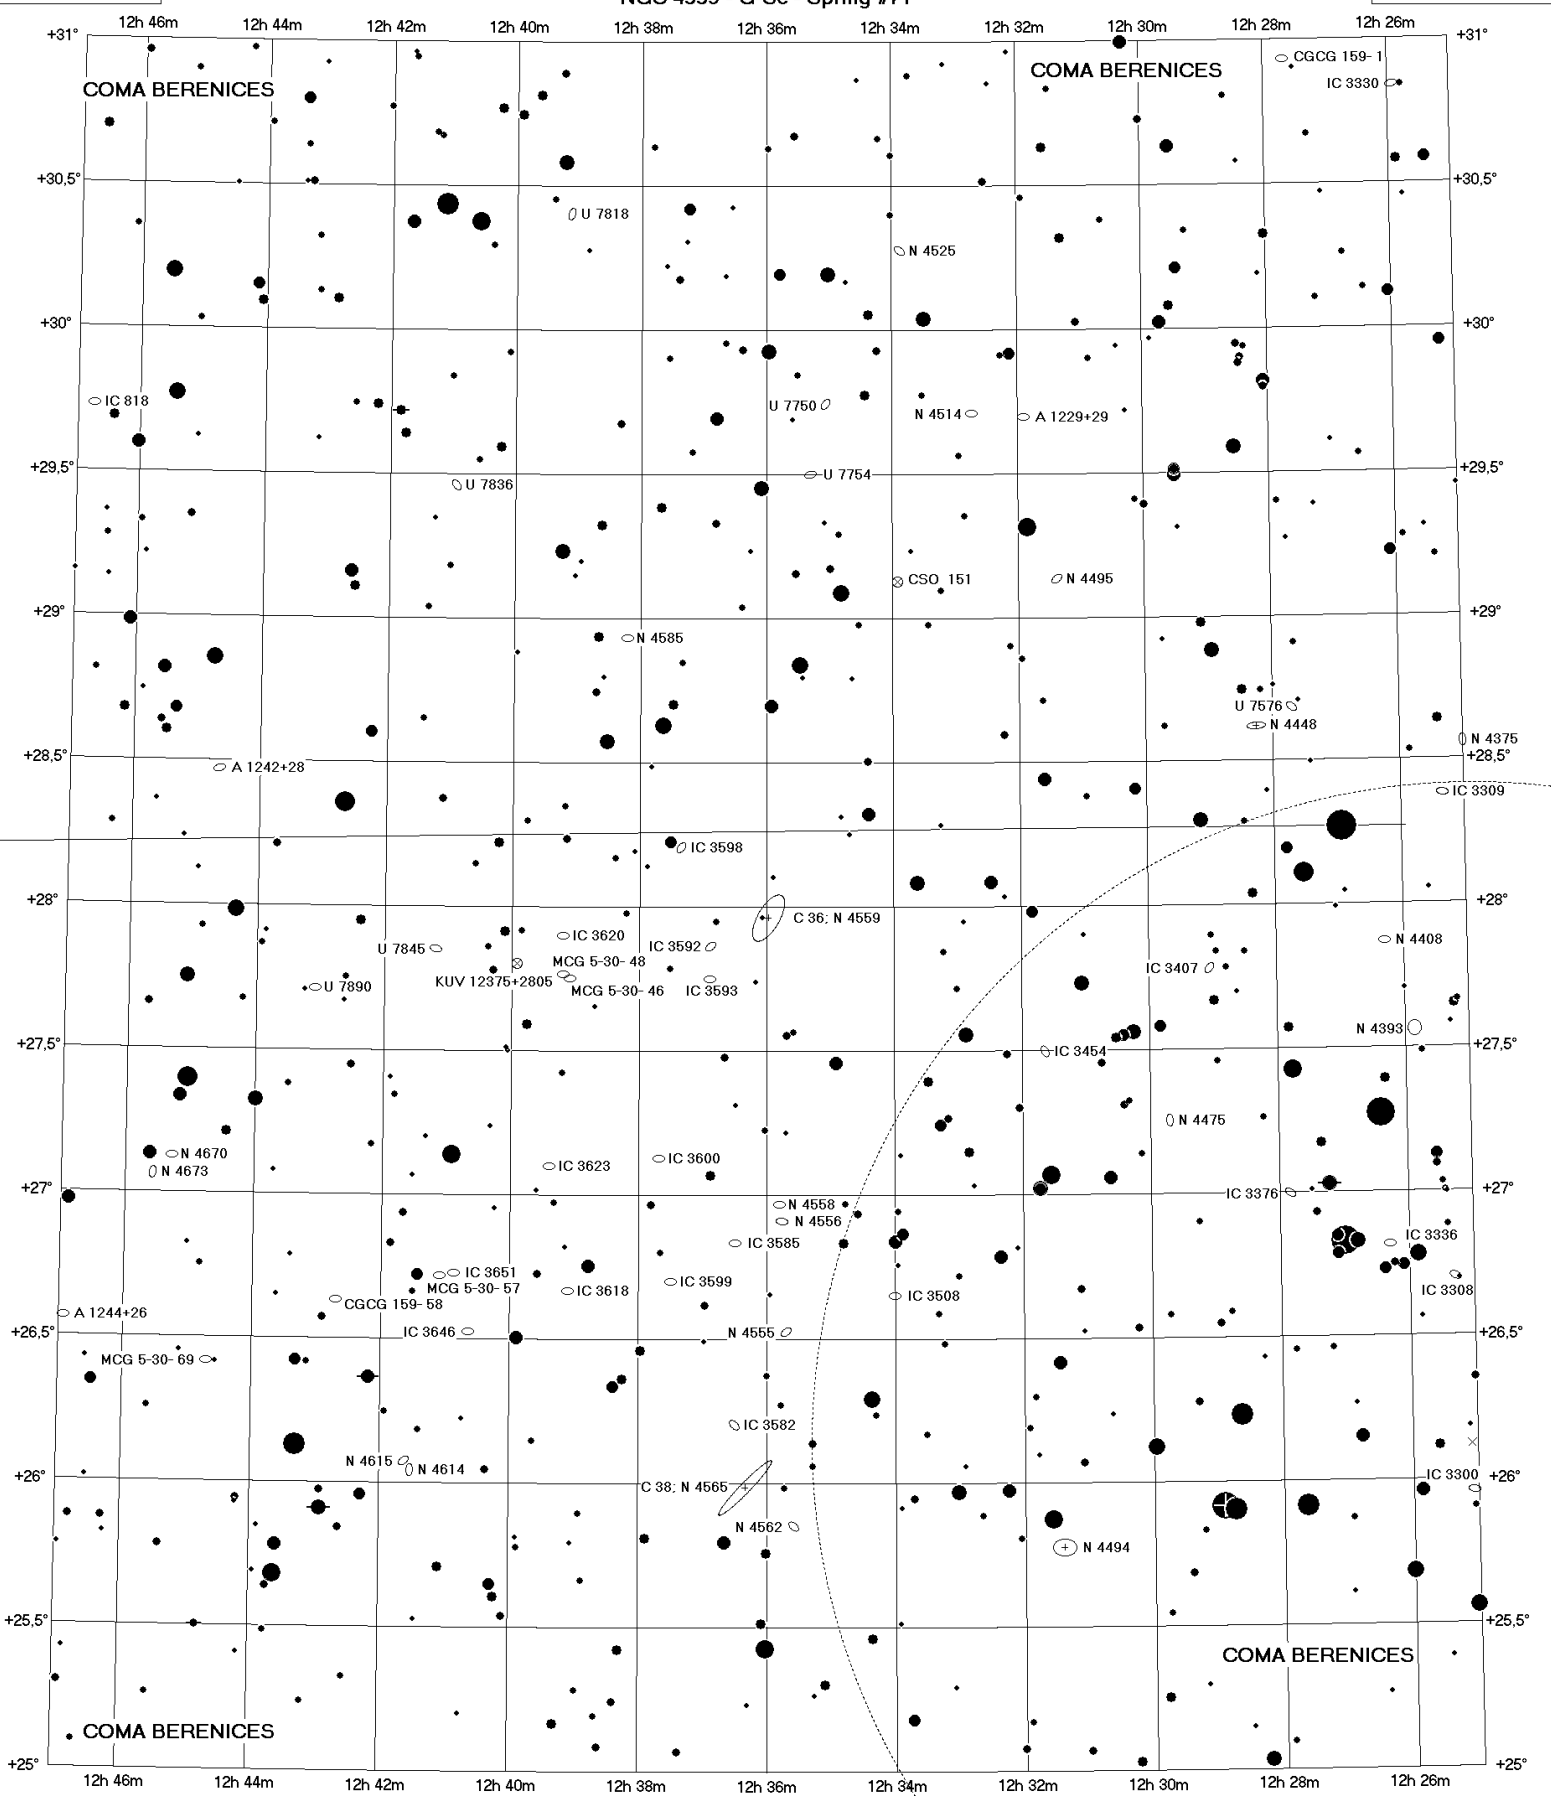 12h 46m 12h 44m 12h 40m 12h 38m 12h 36m 12h 34m 12h 32m 12h 30m 12h 28m 12h 26m
+31° +31°
CGCG 159- 1
COMA BERENICES
IC 3330
COMA BERENICES
+30,5° +30,5°
U 7818
N 4525
+30° +30°
IC 818
U 7750
N 4514
A 1229+29
+29,5° +29,5°
U 7754
U 7836
CSO 151
N 4495
+29° +29°
N 4585
U 7576
N 4448
N 4375
+28,5° +28,5°
A 1242+28
IC 3309
IC 3598
+28° +28°
C 36; N 4559
IC 3620
N 4408
U 7845
IC 3592
MCG 5-30- 48
IC 3407
KUV 12375+2805
U 7890
MCG 5-30- 46
IC 3593
N 4393
+27,5° +27,5°
IC 3454
N 4475
N 4670
IC 3600
IC 3623
N 4673
+27° +27°
IC 3376
N 4558
N 4556
IC 3336
IC 3585
IC 3651
IC 3599
MCG 5-30- 57
IC 3618
IC 3308
IC 3508
CGCG 159- 58
A 1244+26
IC 3646
N 4555
+26,5° +26,5°
MCG 5-30- 69
IC 3582
N 4615
N 4614
IC 3300
+26° +26°
C 38; N 4565
N 4562
N 4494
+25,5° +25,5°
COMA BERENICES
COMA BERENICES
+25° +25°
12h 46m 12h 44m 12h 42m 12h 40m 12h 38m 12h 36m 12h 34m 12h 32m 12h 30m 12h 28m 12h 26m